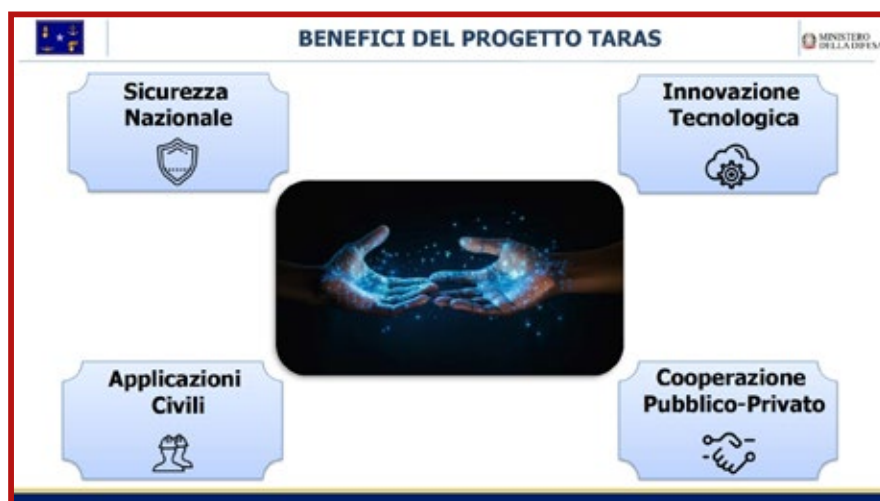 BENEFICI DEL PROGETTO TARAS
MINISTERO
DELLA DIFESA
Sicurezza
Nazionale
Innovazione
Tecnologica
Applicazioni
Civili
Cooperazione
Pubblico-Privato